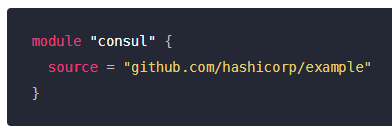 module "consul" {
  source = "github.com/hashicorp/example"
}